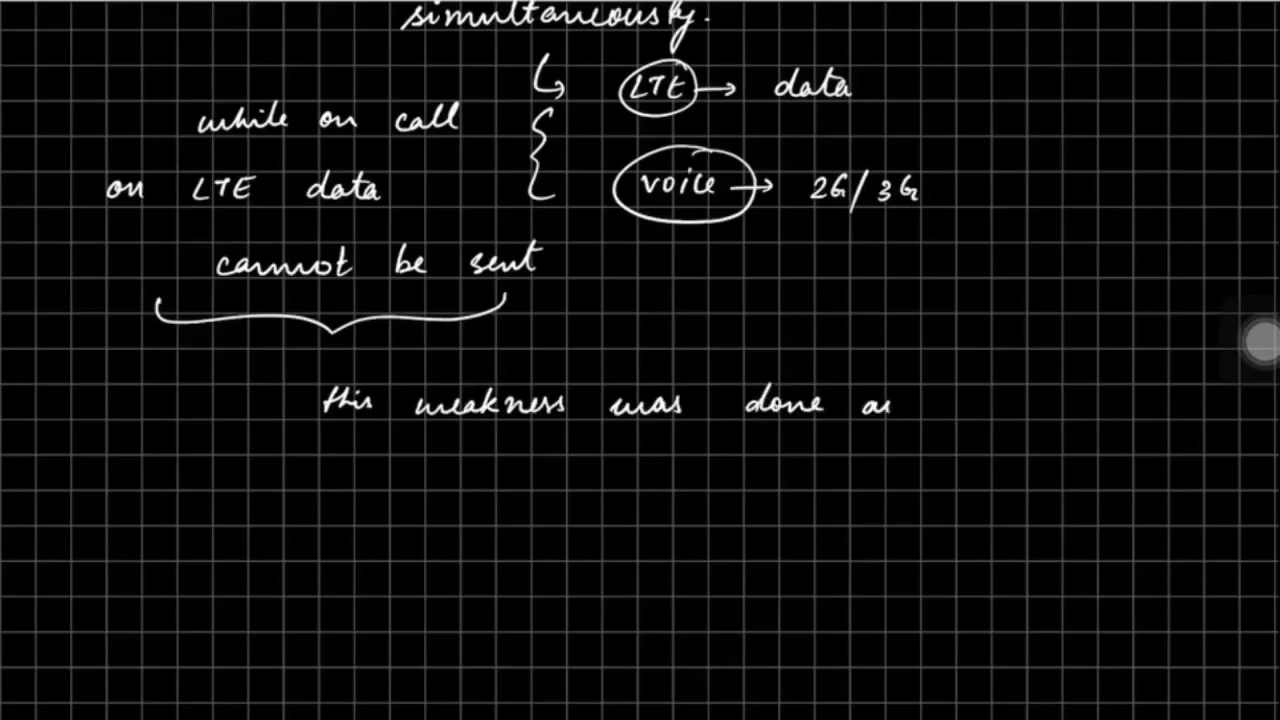 simultaneously.
LTE → data
while on call
voice → 2G/3G
on LTE data
cannot be sent
this weakness was done